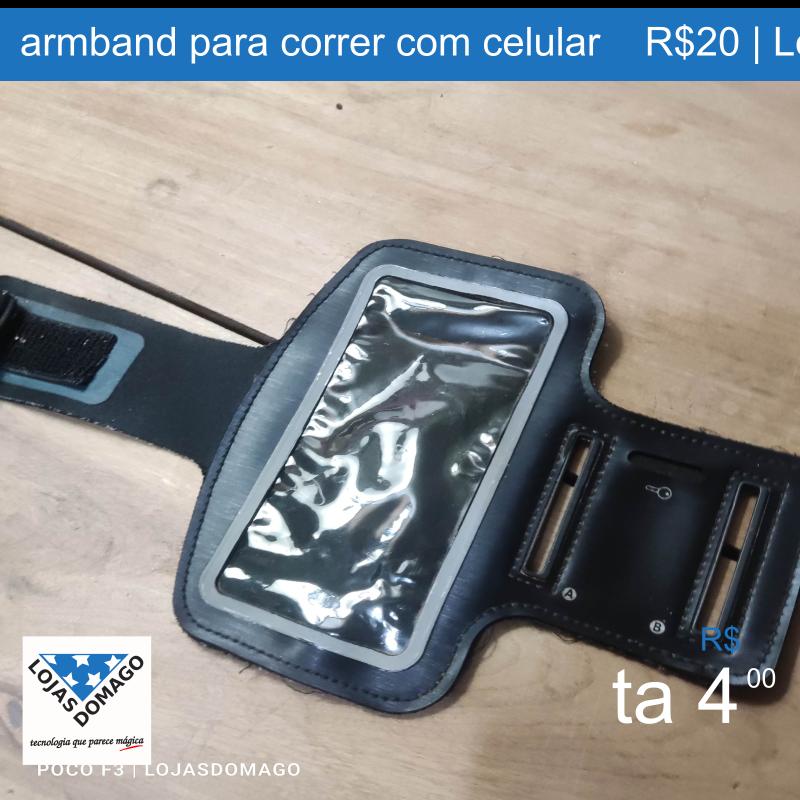 armband para correr com celular R$20 | Lo
A
B
R$
ta 4 00
LOJAS DOMAGO
tecnologia que parece mágica
POCO F3 | LOJASDOMAGO